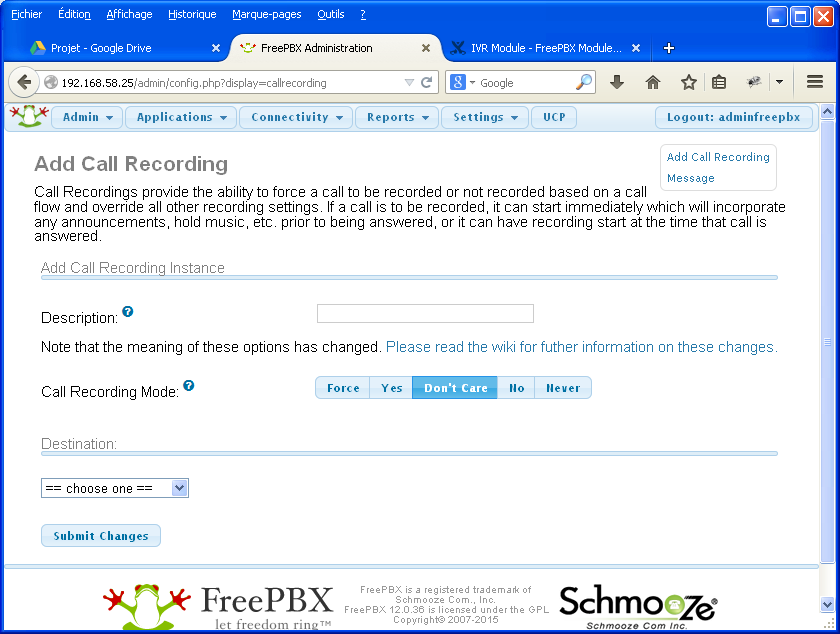 Fichier Édition Affichage Historique Marque-pages Outils ?
Projet - Google Drive FreePBX Administration IVR Module - FreePBX Module...
192.168.58.25/admin/config.php?display=callrecording Google
Admin Applications Connectivity Reports Settings UCP Logout: adminfreepbx
Add Call Recording
Add Call Recording
Message
Call Recordings provide the ability to force a call to be recorded or not recorded based on a call
flow and override all other recording settings. If a call is to be recorded, it can start immediately which will incorporate
any announcements, hold music, etc. prior to being answered, or it can have recording start at the time that call is
answered.
Add Call Recording Instance
Description: ?
Note that the meaning of these options has changed. Please read the wiki for futher information on these changes.
Call Recording Mode: ? Force Yes Don't Care No Never
Destination:
== choose one ==
Submit Changes
FreePBX
let freedom ring™
FreePBX is a registered trademark of
Schmooze Com., Inc.
FreePBX 12.0.36 is licensed under the GPL
Copyright© 2007-2015
SchmooZe®
Schmooze Com Inc.